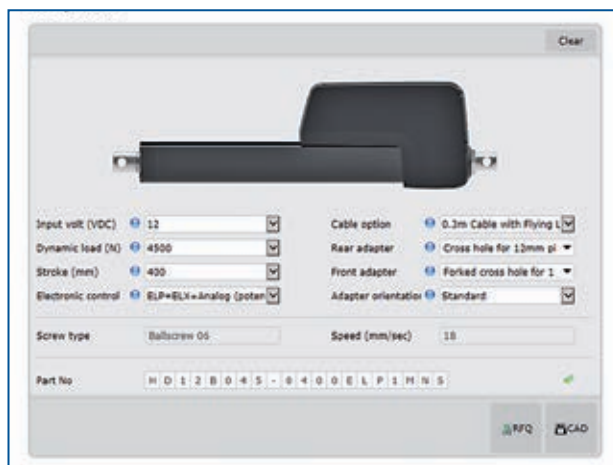 Clear
Input volt (VDC) 12 Cable option 0.3m Cable with Flying L
Dynamic load (N) 4500 Rear adapter Cross hole for 12mm pi
Stroke (mm) 400 Front adapter Forked cross hole for 1
Electronic control ELP=ELX+Analog (poten Adapter orientatio Standard
Screw type Ballscrew 06 Speed (mm/sec) 18
Part No H D 1 2 B 0 4 5 - 0 4 0 0 E L P 1 M N S
RFQ CAD